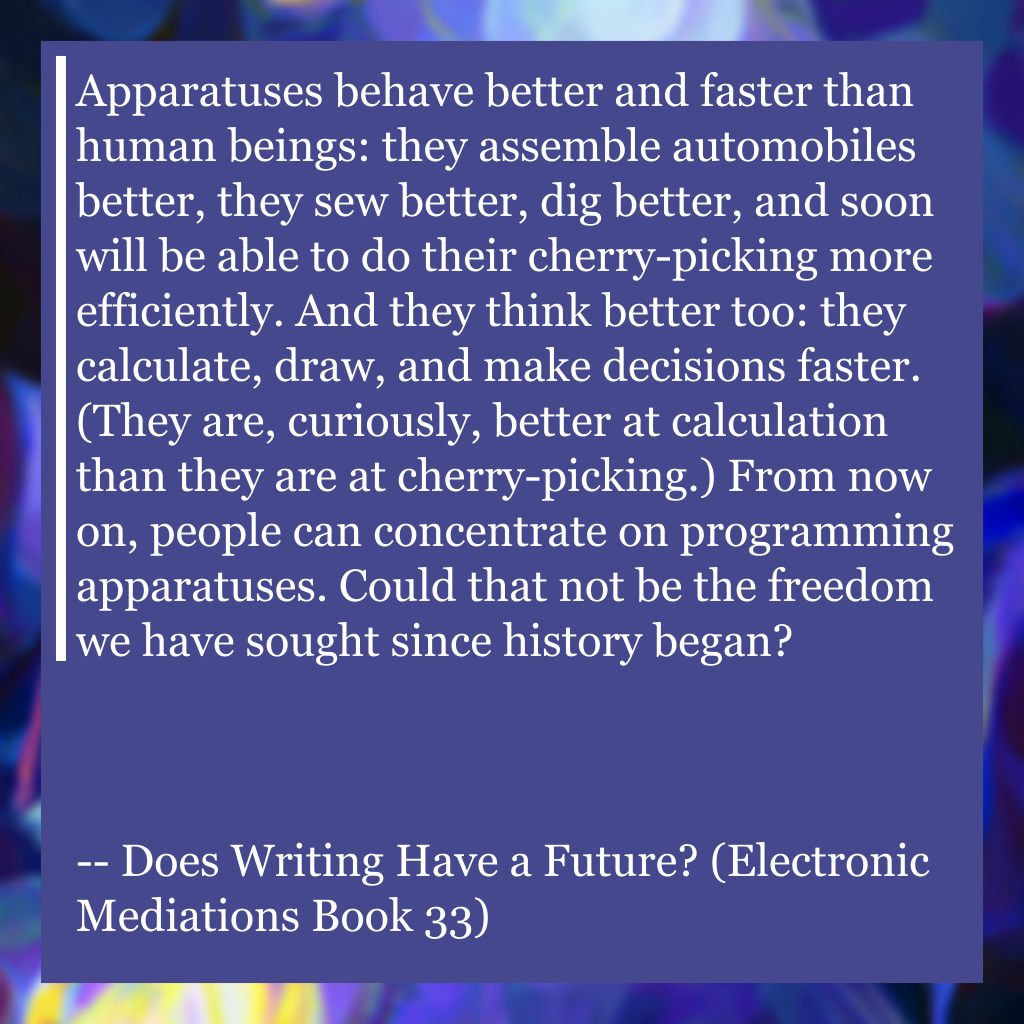 Apparatuses behave better and faster than
human beings: they assemble automobiles
better, they sew better, dig better, and soon
will be able to do their cherry-picking more
efficiently. And they think better too: they
calculate, draw, and make decisions faster.
(They are, curiously, better at calculation
than they are at cherry-picking.) From now
on, people can concentrate on programming
apparatuses. Could that not be the freedom
we have sought since history began?
-- Does Writing Have a Future? (Electronic
Mediations Book 33)